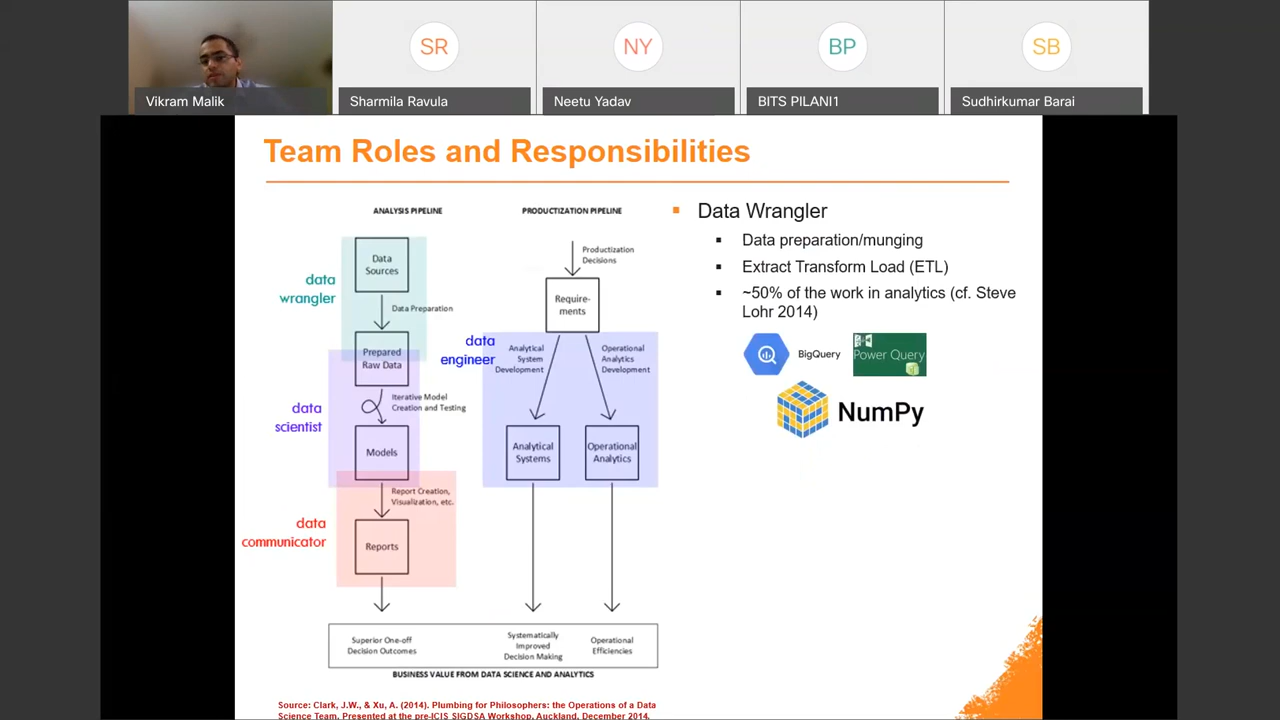 SR
NY
BP
SB
Vikram Malik
Sharmila Ravula
Neetu Yadav
BITS PILANI1
Sudhirkumar Barai
Team Roles and Responsibilities
ANALYSIS PIPELINE
PRODUCTIZATION PIPELINE
data
wrangler
Data
Sources
Data Preparation
Prepared
Raw Data
data
scientist
Iterative Model
Creation and Testing
Models
data
communicator
Report Creation,
Visualization, etc.
Reports
Productization
Decisions
Require-
ments
data
engineer
Analytical
System
Development
Operational
Analytics
Development
Analytical
Systems
Operational
Analytics
Superior One-off
Decision Outcomes
Systematically
Improved
Decision Making
Operational
Efficiencies
BUSINESS VALUE FROM DATA SCIENCE AND ANALYTICS
Source: Clark, J.W., & Xu, A. (2014). Plumbing for Philosophers: the Operations of a Data
Science Team. Presented at the pre-ICIS SIGDSA Workshop, Auckland, December 2014.
▪ Data Wrangler
▪ Data preparation/munging
▪ Extract Transform Load (ETL)
▪ ~50% of the work in analytics (cf. Steve
Lohr 2014)
BigQuery
Power Query
NumPy